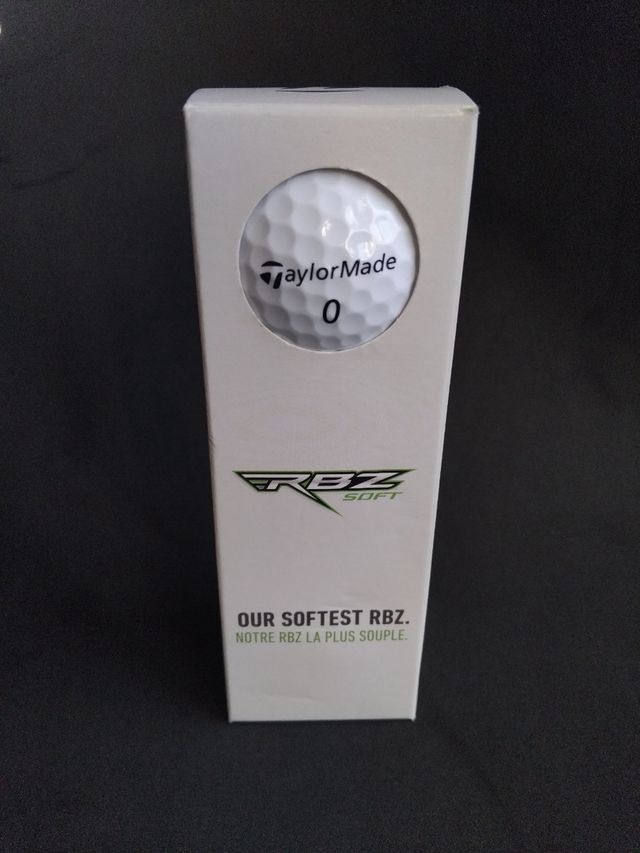 TaylorMade
0
RBZ
SOFT
OUR SOFTEST RBZ.
NOTRE RBZ LA PLUS SOUPLE.